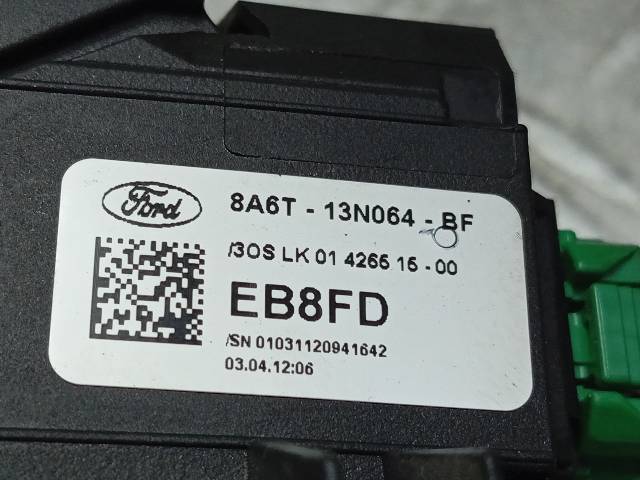 Ford
8A6T - 13N064 - BF
/3OS LK 01 4265 15 - 00
EB8FD
/SN 01031120941642
03.04.12:06